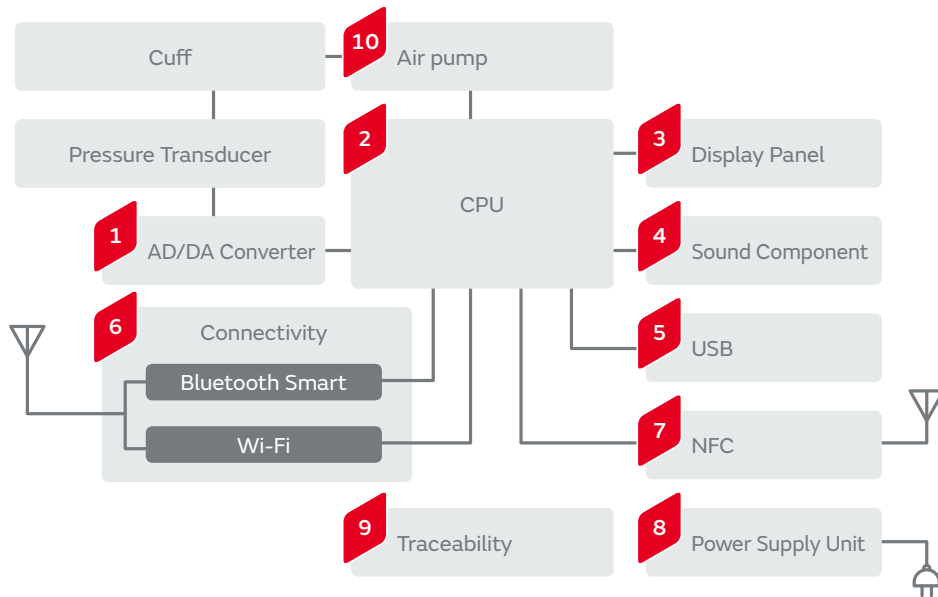 Cuff
10
Air pump
Pressure Transducer
2
CPU
3
Display Panel
1
AD/DA Converter
4
Sound Component
6
Connectivity
Bluetooth Smart
Wi-Fi
5
USB
7
NFC
9
Traceability
8
Power Supply Unit